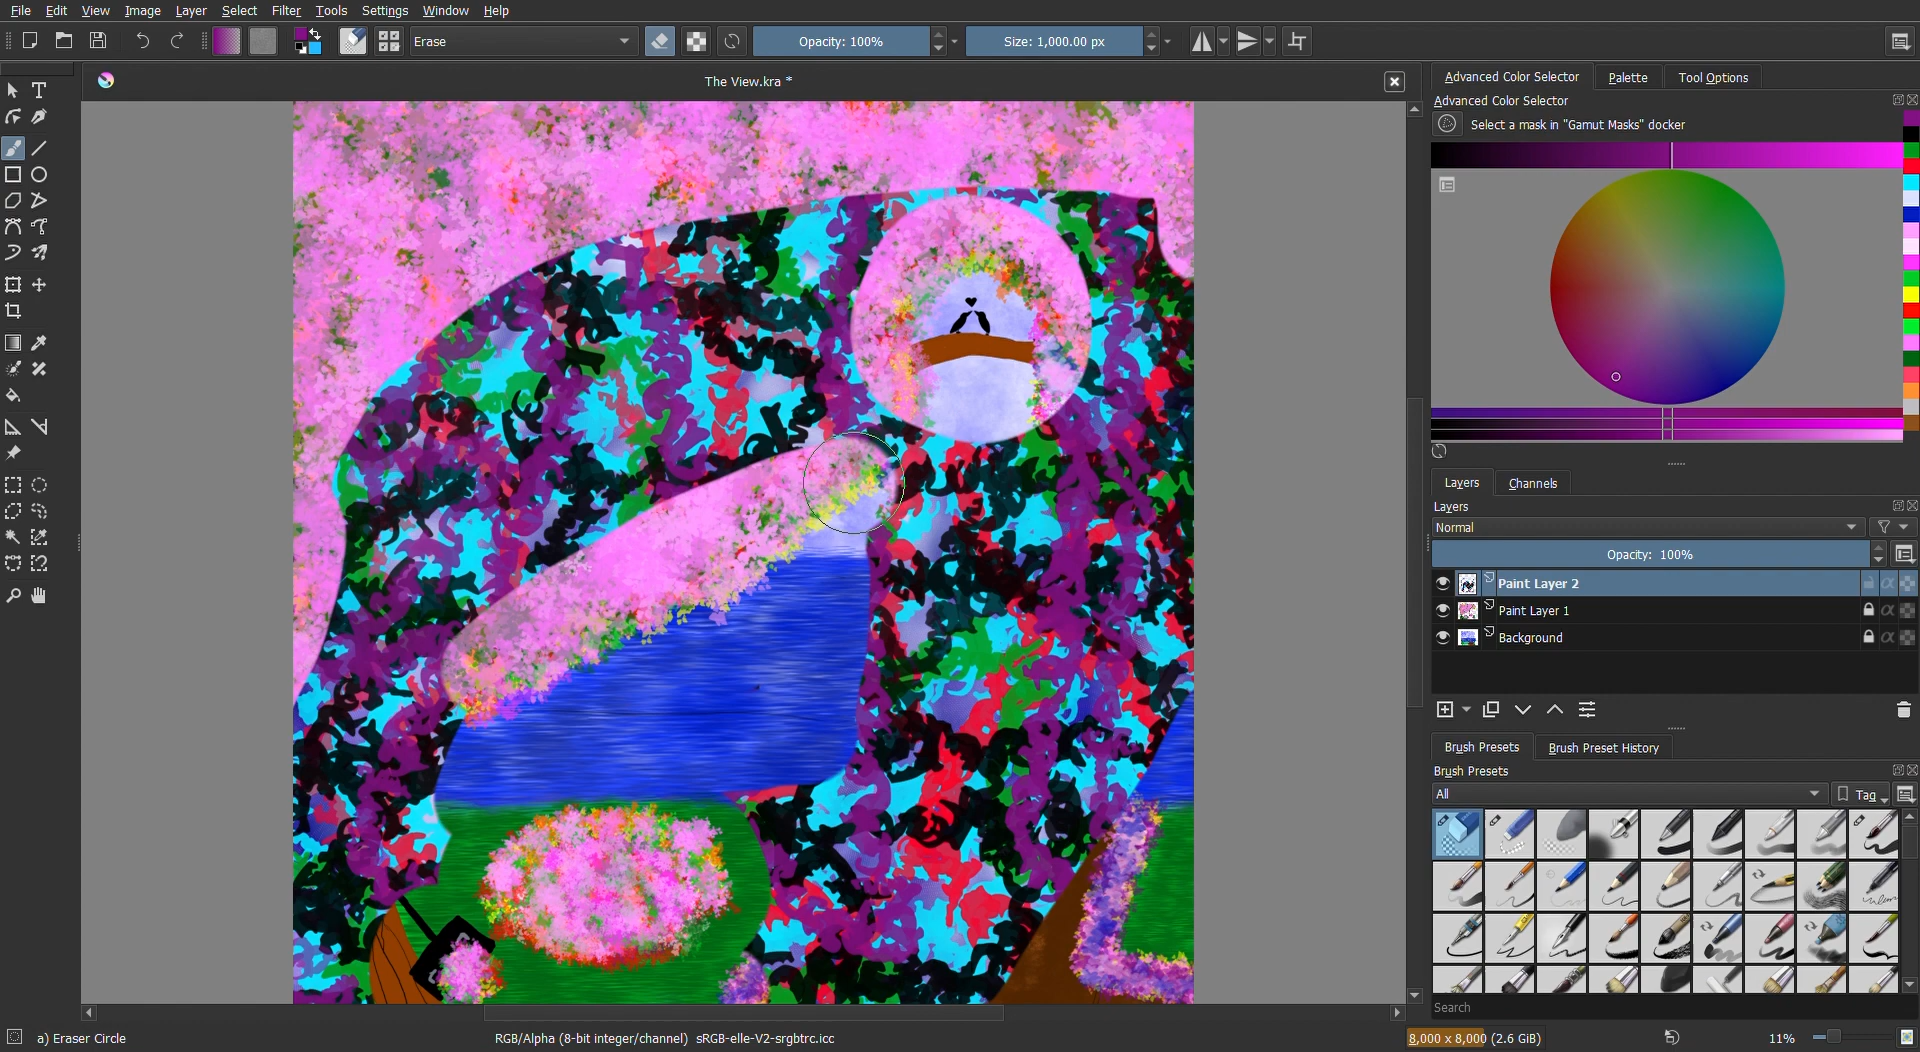 File Edit View Image Layer Select Filter Tools Settings Window Help
Erase Opacity: 100% Size: 1,000.00 px
The View.kra *
Advanced Color Selector Palette Tool Options
Advanced Color Selector
Select a mask in "Gamut Masks" docker
Layers Channels
Layers
Normal
Opacity: 100%
Paint Layer 2
Paint Layer 1
Background
Brush Presets Brush Preset History
Brush Presets
All Tag
Search
a) Eraser Circle RGB/Alpha (8-bit integer/channel) sRGB-elle-V2-srgbtrc.icc 8,000 x 8,000 (2.6 GiB) 11%